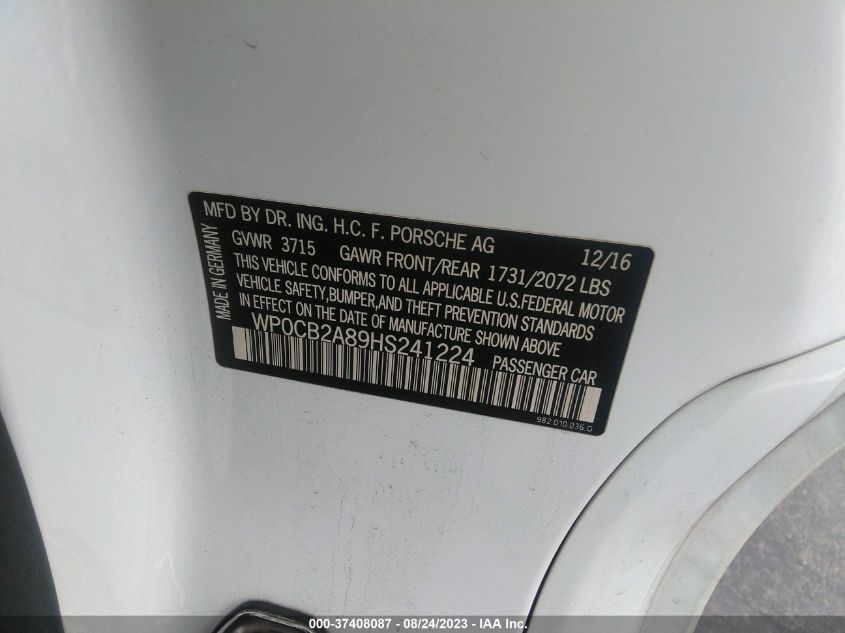 MFD BY DR. ING. H.C. F. PORSCHE AG 12/16
GVWR 3715 GAWR FRONT/REAR 1731/2072 LBS
THIS VEHICLE CONFORMS TO ALL APPLICABLE U.S.FEDERAL MOTOR
VEHICLE SAFETY,BUMPER,AND THEFT PREVENTION STANDARDS
IN EFFECT ON THE DATE OF MANUFACTURE SHOWN ABOVE
WP0CB2A89HS241224 PASSENGER CAR
MADE IN GERMANY
982.010.036.G
000-37408087 - 08/24/2023 - IAA Inc.